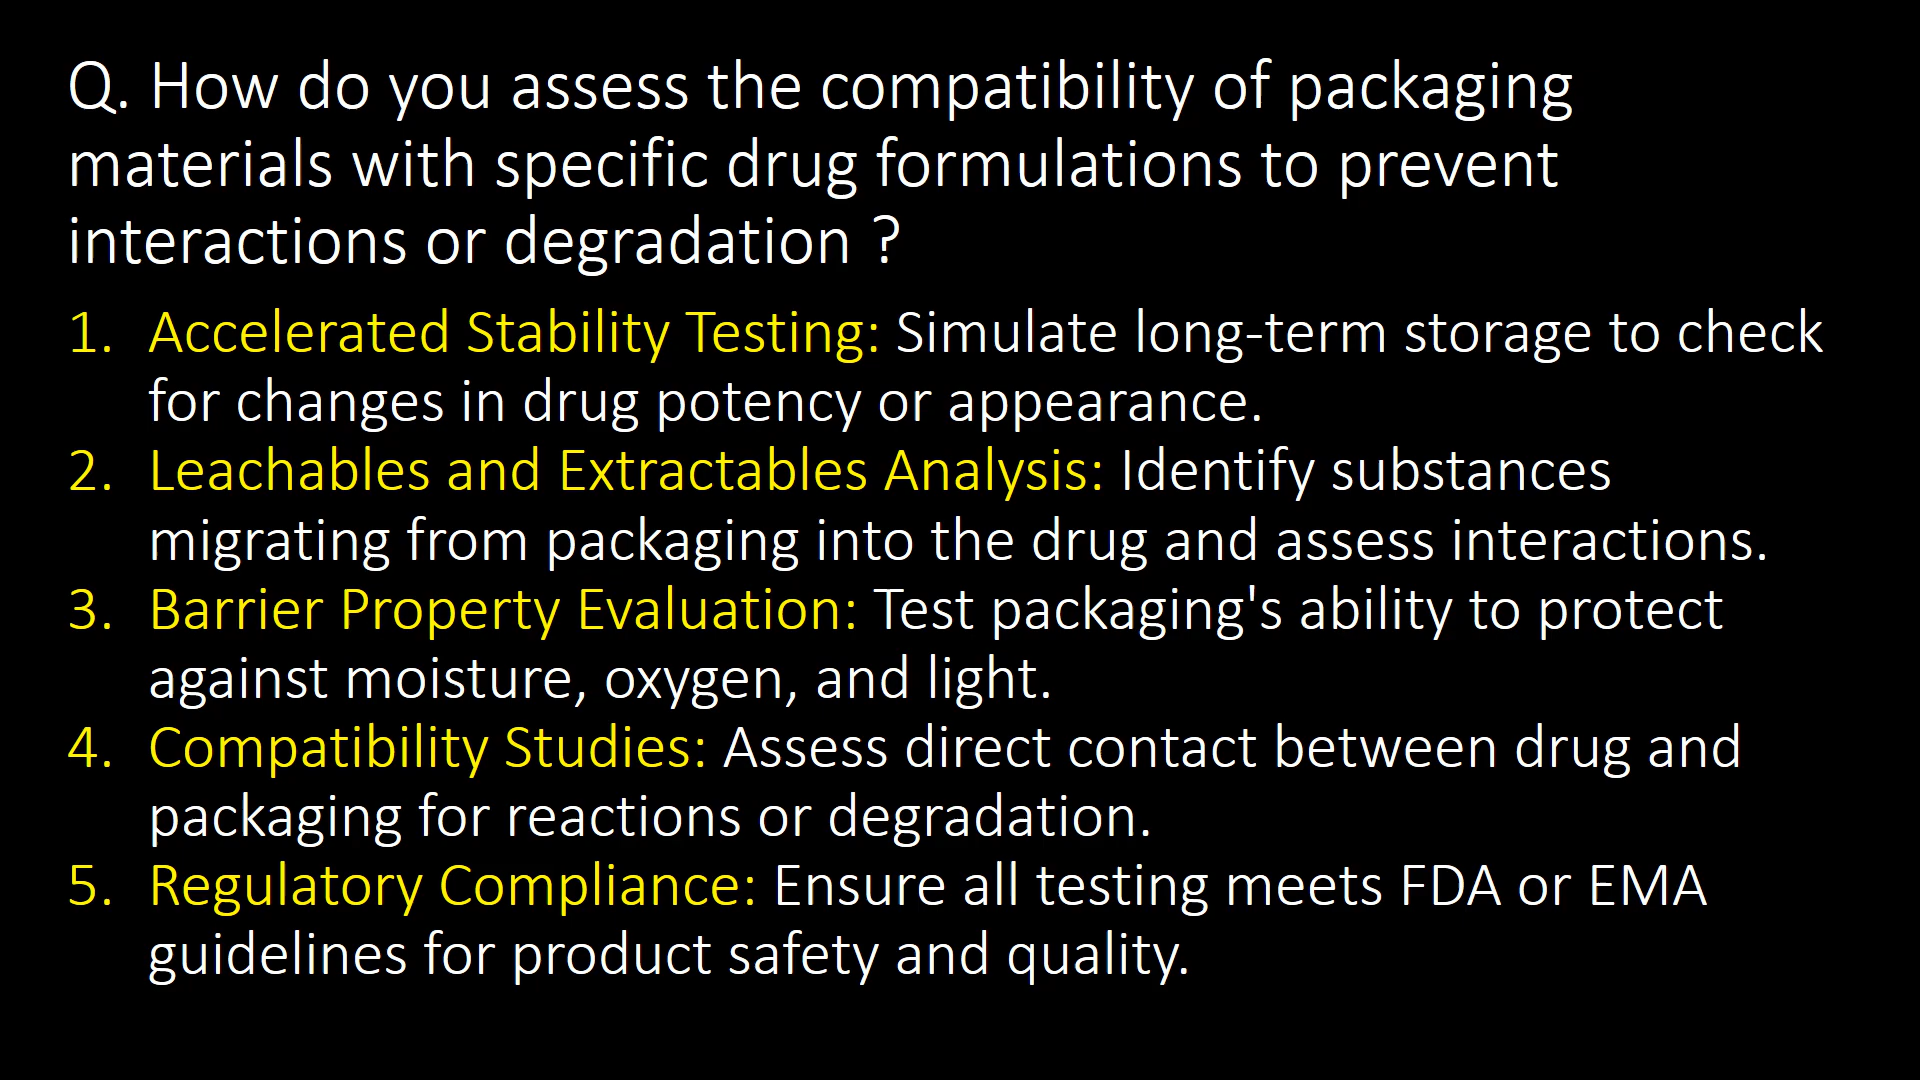 Q. How do you assess the compatibility of packaging
materials with specific drug formulations to prevent
interactions or degradation ?
1. Accelerated Stability Testing: Simulate long-term storage to check
for changes in drug potency or appearance.
2. Leachables and Extractables Analysis: Identify substances
migrating from packaging into the drug and assess interactions.
3. Barrier Property Evaluation: Test packaging's ability to protect
against moisture, oxygen, and light.
4. Compatibility Studies: Assess direct contact between drug and
packaging for reactions or degradation.
5. Regulatory Compliance: Ensure all testing meets FDA or EMA
guidelines for product safety and quality.